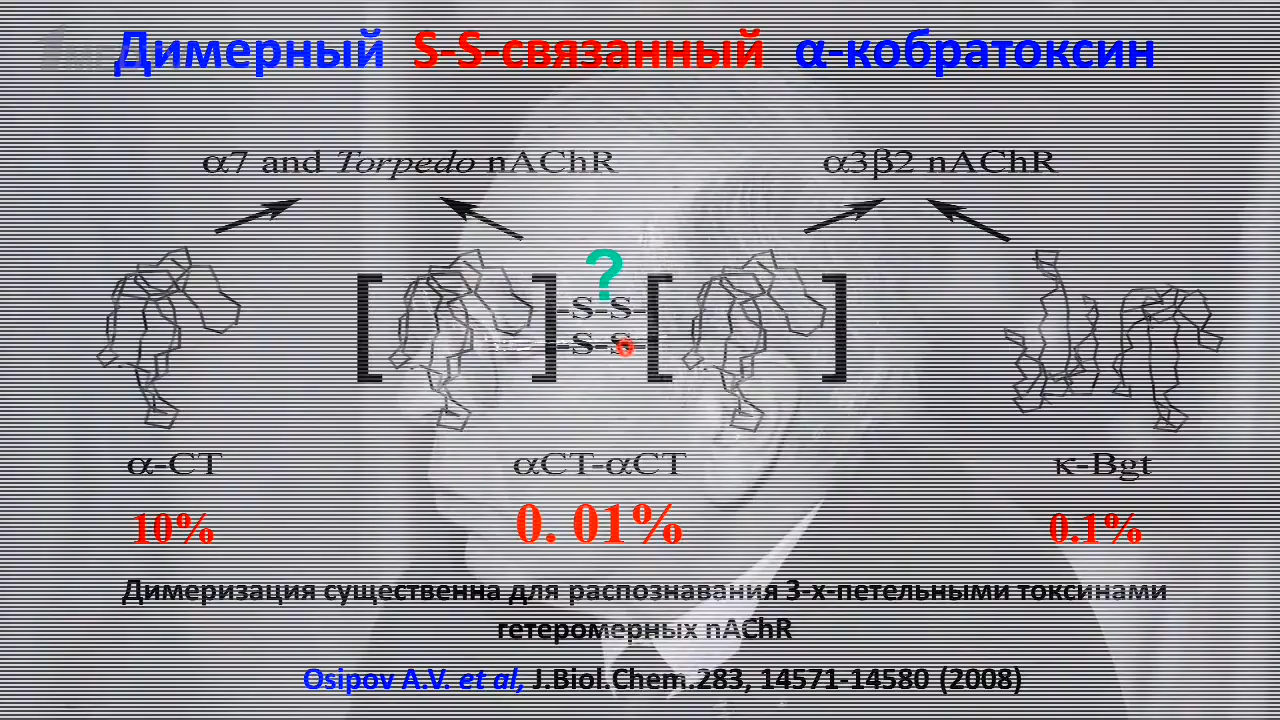 Димерный S-S-связанный α-кобратоксин
α7 and Torpedo nAChR
α3β2 nAChR
?
[ ]-S-S-[ ]
-S-S-
α-CT
αCT-αCT
κ-Bgt
10%
0. 01%
0.1%
Димеризация существенна для распознавания 3-х-петельными токсинами
гетеромерных nAChR
Osipov A.V. et al, J.Biol.Chem.283, 14571-14580 (2008)